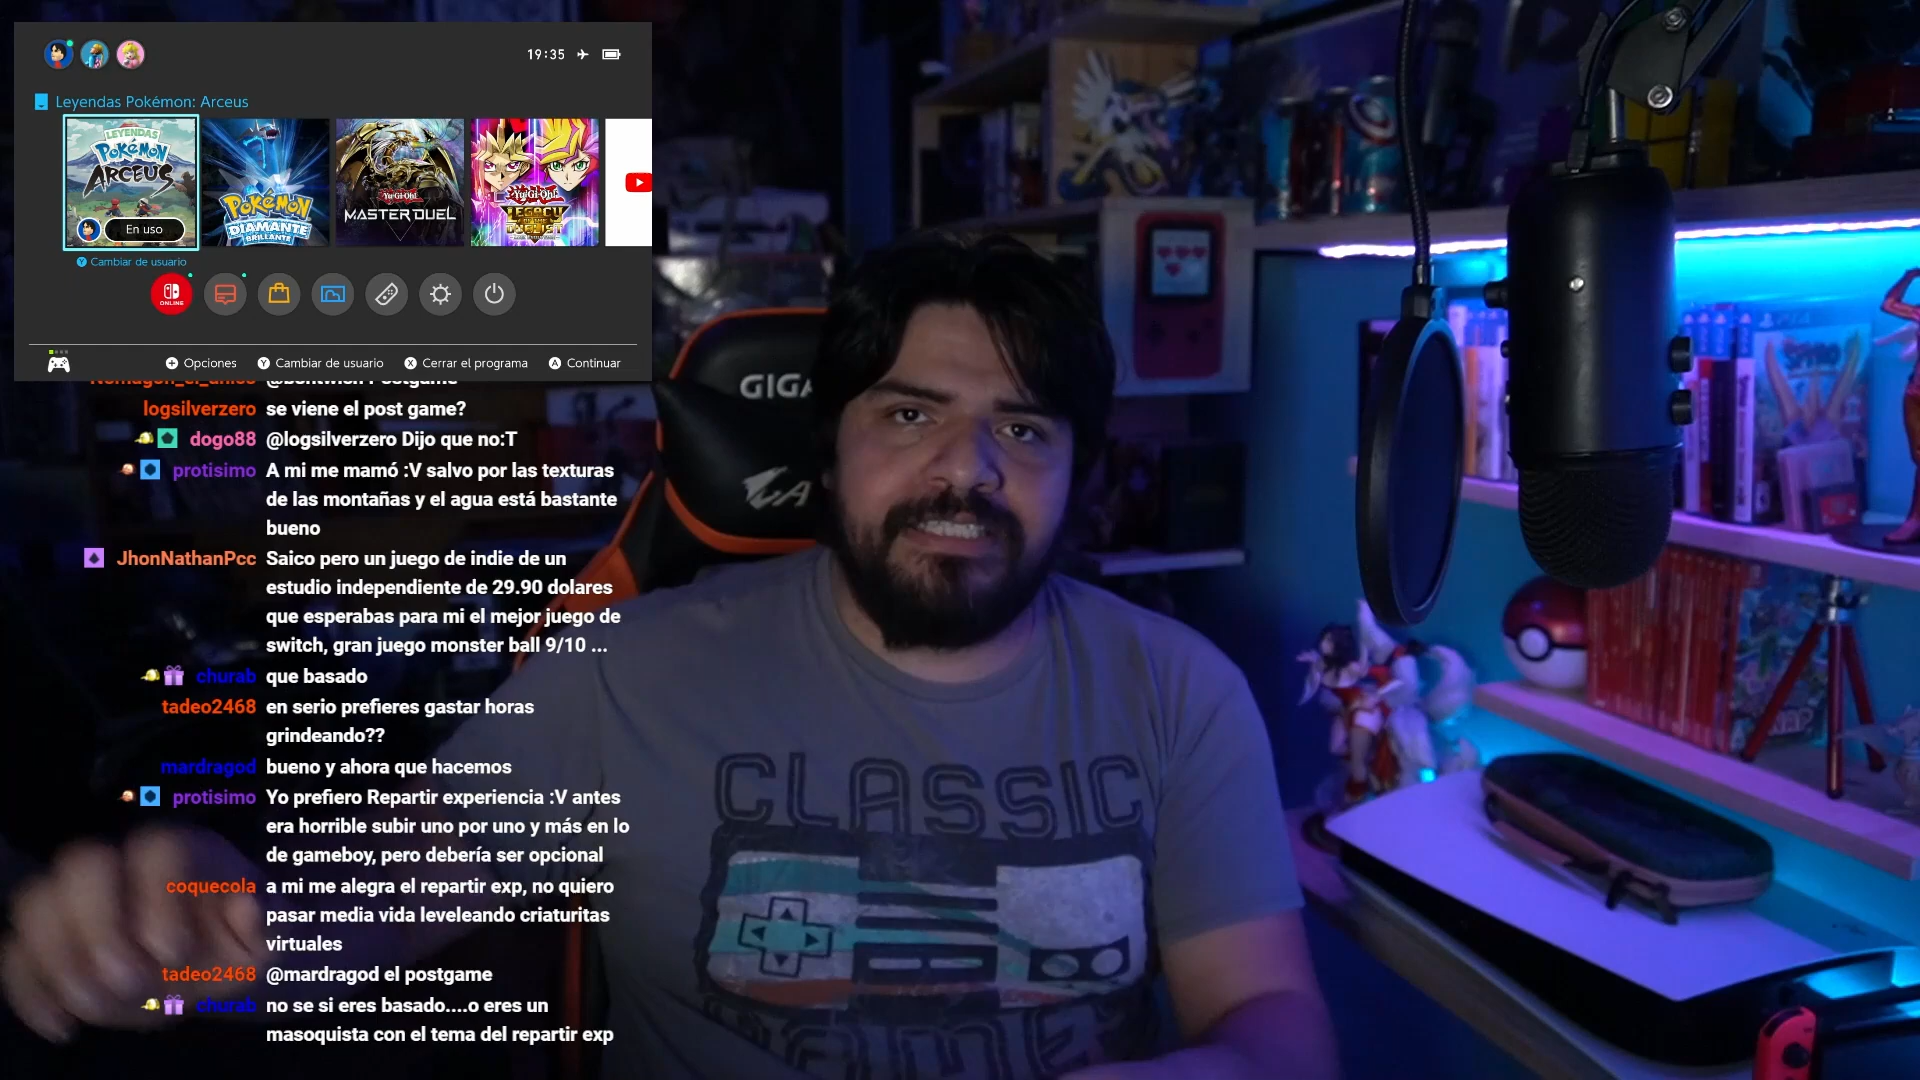 19:35
Leyendas Pokémon: Arceus
LEYENDAS
POKÉMON
ARCEUS
En uso
POKÉMON
DIAMANTE
BRILLANTE
Yu-Gi-Oh!
MASTER DUEL
Yu-Gi-Oh!
LEGACY
OF THE
DUELIST
Cambiar de usuario
ONLINE
+ Opciones
Y Cambiar de usuario
X Cerrar el programa
A Continuar
logsilverzero se viene el post game?
dogo88 @logsilverzero Dijo que no:T
protisimo A mi me mamó :V salvo por las texturas
de las montañas y el agua está bastante
bueno
JhonNathanPcc Saico pero un juego de indie de un
estudio independiente de 29.90 dolares
que esperabas para mi el mejor juego de
switch, gran juego monster ball 9/10 ...
churab que basado
tadeo2468 en serio prefieres gastar horas
grindeando??
mardragod bueno y ahora que hacemos
protisimo Yo prefiero Repartir experiencia :V antes
era horrible subir uno por uno y más en lo
de gameboy, pero debería ser opcional
coquecola a mi me alegra el repartir exp, no quiero
pasar media vida leveleando criaturitas
virtuales
tadeo2468 @mardragod el postgame
churab no se si eres basado....o eres un
masoquista con el tema del repartir exp
GIGA
CLASSIC
GAMER